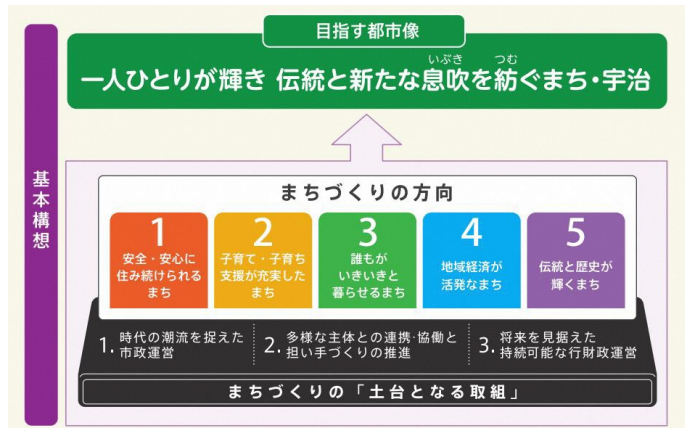 基本構想
目指す都市像
いぶき つむ
一人ひとりが輝き 伝統と新たな息吹を紡ぐまち・宇治
まちづくりの方向
1
安全・安心に
住み続けられる
まち
2
子育て・子育ち
支援が充実した
まち
3
誰もが
いきいきと
暮らせるまち
4
地域経済が
活発なまち
5
伝統と歴史が
輝くまち
1. 時代の潮流を捉えた
市政運営
2. 多様な主体との連携・協働と
担い手づくりの推進
3. 将来を見据えた
持続可能な行財政運営
まちづくりの「土台となる取組」